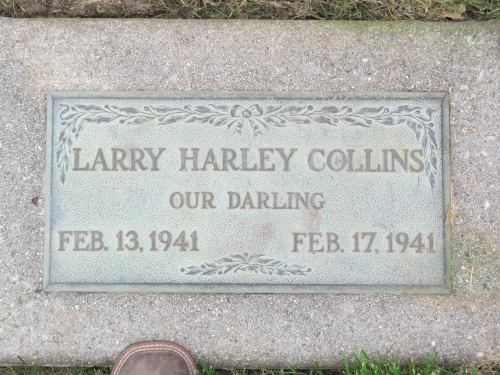 LARRY HARLEY COLLINS
OUR DARLING
FEB. 13, 1941 FEB. 17, 1941